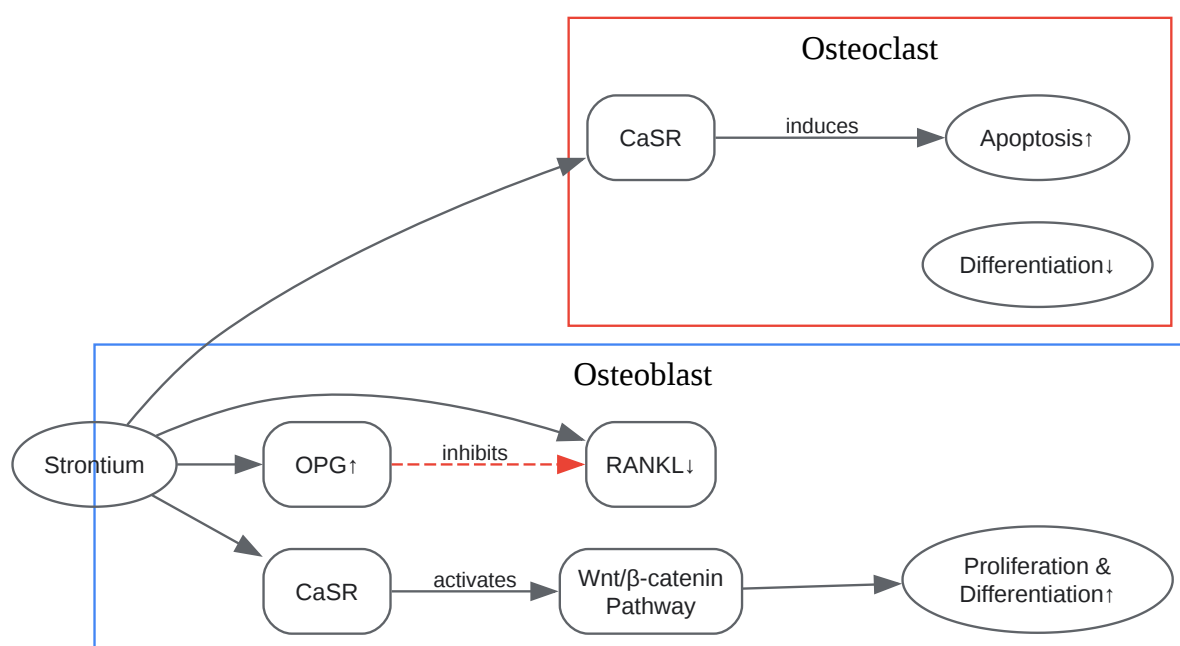 Osteoclast
CaSR
induces
Apoptosis↑
Differentiation↓
Osteoblast
Strontium
OPG↑
inhibits
RANKL↓
CaSR
activates
Wnt/β-catenin
Pathway
Proliferation &
Differentiation↑